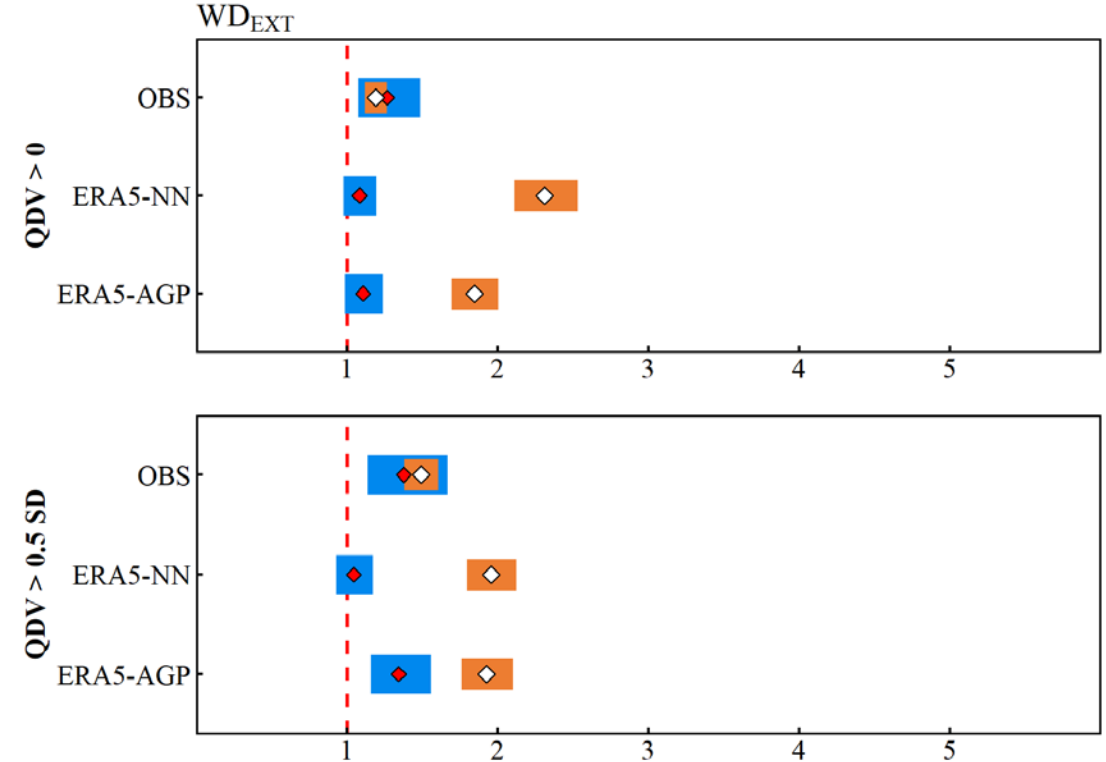 WDEXT
QDV > 0
OBS
ERA5-NN
ERA5-AGP
1 2 3 4 5
QDV > 0.5 SD
OBS
ERA5-NN
ERA5-AGP
1 2 3 4 5